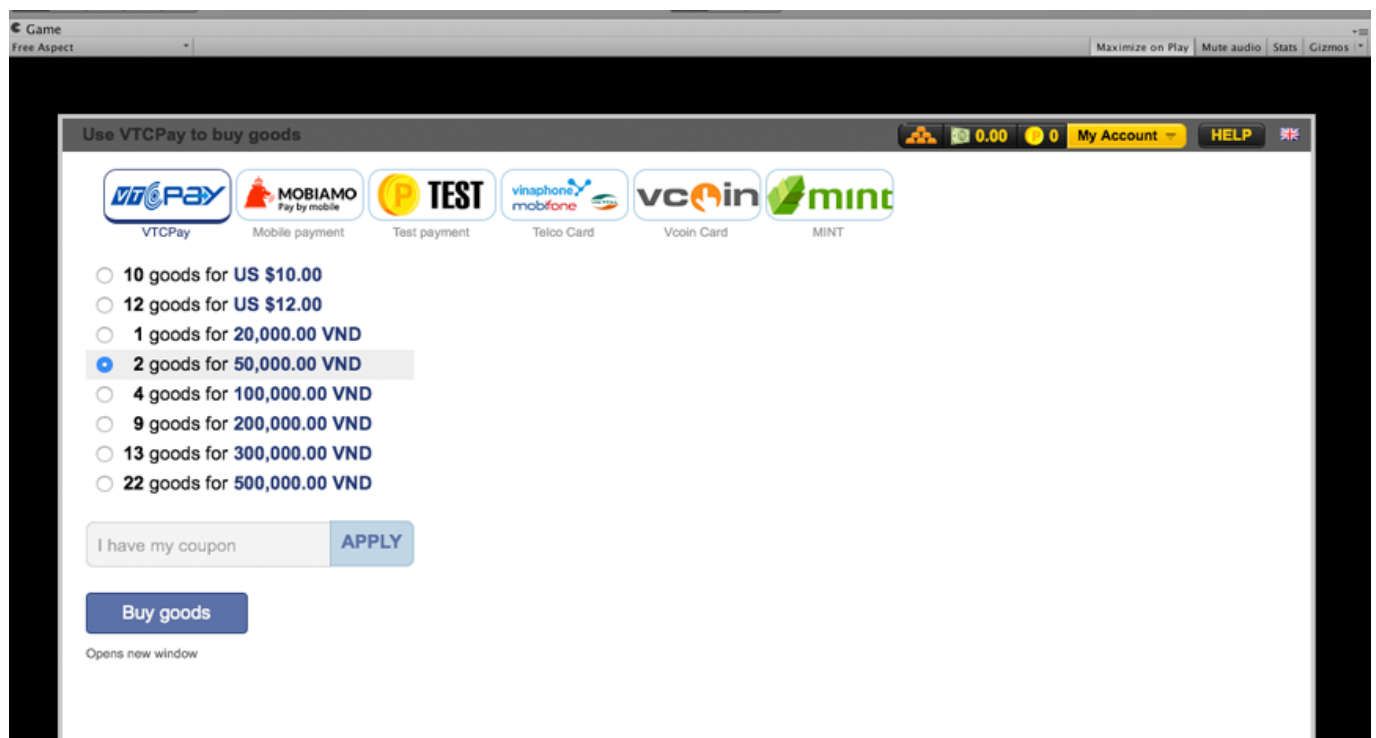 Game
Free Aspect
Maximize on Play Mute audio Stats Gizmos
Use VTCPay to buy goods
0.00 P 0 My Account HELP
VTC PAY MOBIAMO Pay by mobile P TEST vinaphone mobifone vcoin mint
VTCPay Mobile payment Test payment Telco Card Vcoin Card MINT
10 goods for US $10.00
12 goods for US $12.00
1 goods for 20,000.00 VND
2 goods for 50,000.00 VND
4 goods for 100,000.00 VND
9 goods for 200,000.00 VND
13 goods for 300,000.00 VND
22 goods for 500,000.00 VND
I have my coupon APPLY
Buy goods
Opens new window